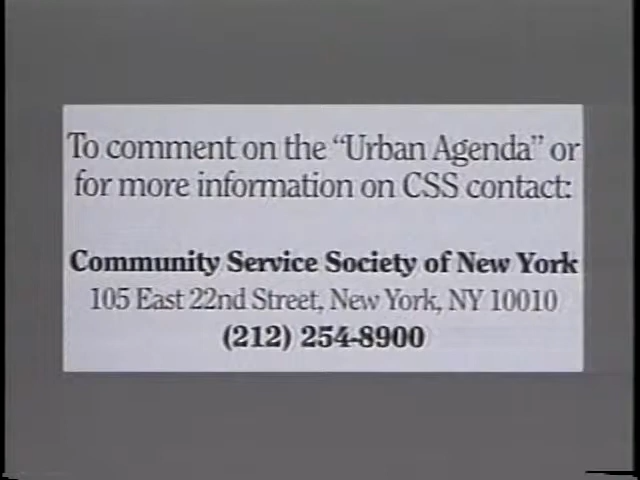 To comment on the “Urban Agenda” or
for more information on CSS contact:
Community Service Society of New York
105 East 22nd Street, New York, NY 10010
(212) 254-8900